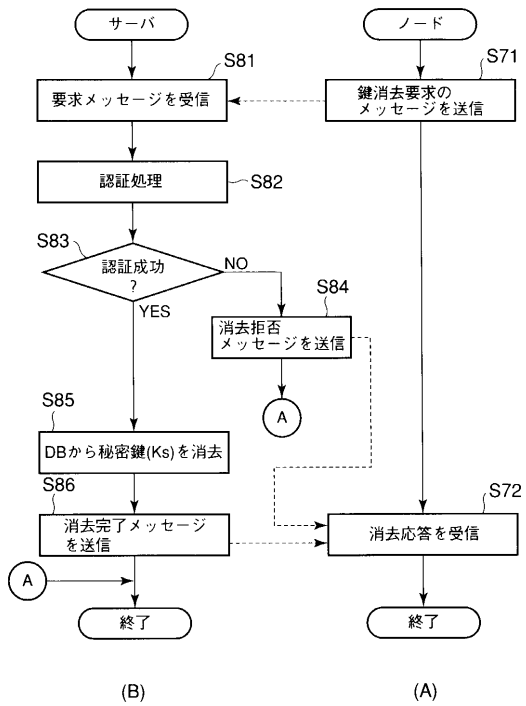 サーバ
ノード
S81
S71
要求メッセージを受信
鍵消去要求の
メッセージを送信
認証処理
S82
S83
認証成功
?
NO
YES
S84
消去拒否
メッセージを送信
A
S85
DBから秘密鍵(Ks)を消去
S86
S72
消去完了メッセージ
を送信
消去応答を受信
A
終了
終了
(B)
(A)